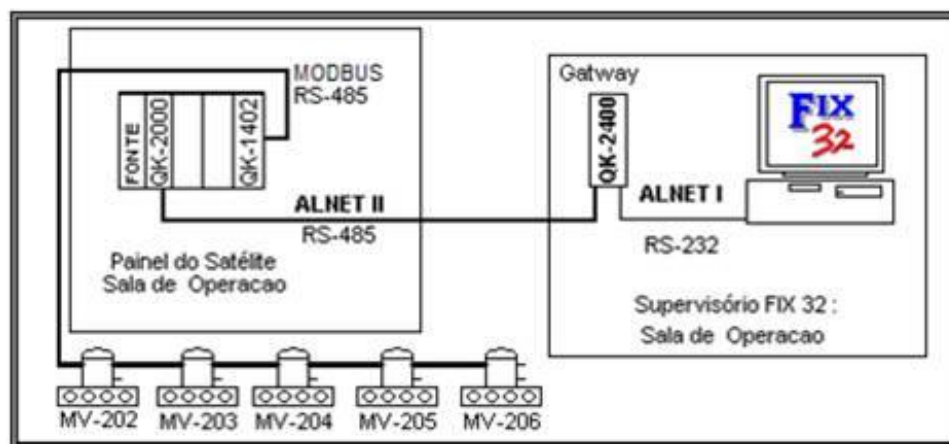 MODBUS
RS-485
FONTE
QK-2000
QK-1402
ALNET II
RS-485
Painel do Satélite
Sala de Operacao
Gatway
QK-2400
FIX
32
ALNET I
RS-232
Supervisório FIX 32 :
Sala de Operacao
MV-202 MV-203 MV-204 MV-205 MV-206